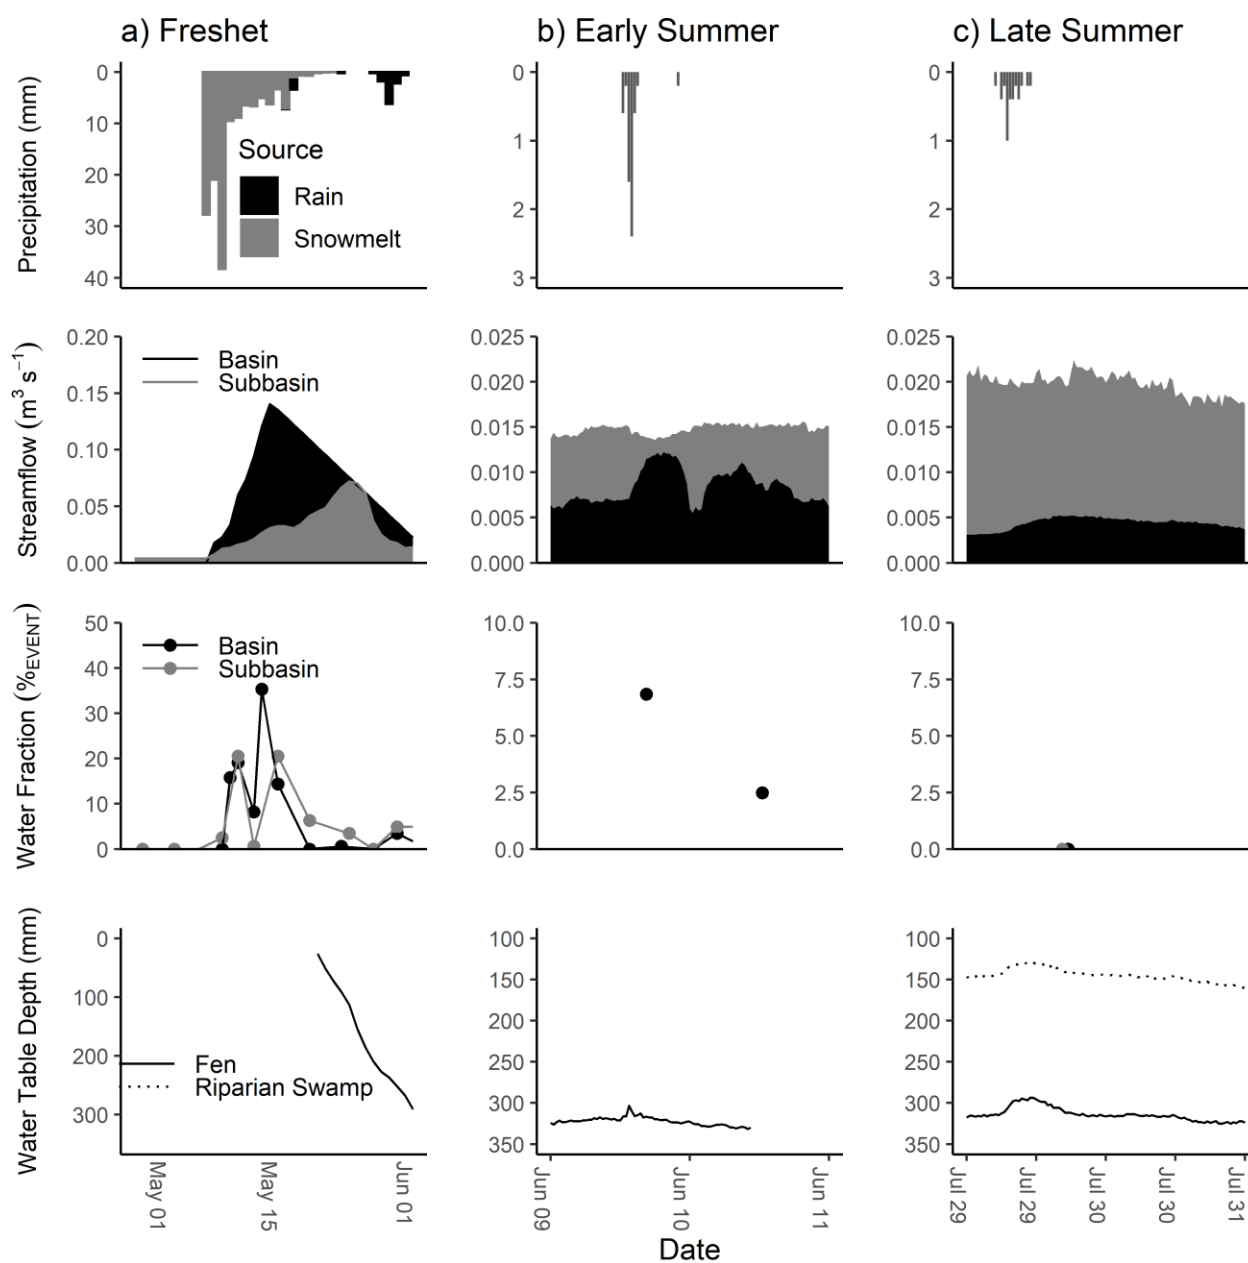 a) Freshet
b) Early Summer
c) Late Summer
Precipitation (mm)
0
10
20
30
40
Source
Rain
Snowmelt
0
1
2
3
0
1
2
3
Streamflow (m³ s⁻¹)
0.20
0.15
0.10
0.05
0.00
Basin
Subbasin
0.025
0.020
0.015
0.010
0.005
0.000
0.025
0.020
0.015
0.010
0.005
0.000
Water Fraction (%EVENT)
50
40
30
20
10
0
Basin
Subbasin
10.0
7.5
5.0
2.5
0.0
10.0
7.5
5.0
2.5
0.0
Water Table Depth (mm)
0
100
200
300
Fen
Riparian Swamp
100
150
200
250
300
350
100
150
200
250
300
350
May 01
May 15
Jun 01
Jun 09
Jun 10
Jun 11
Jul 29
Jul 29
Jul 30
Jul 30
Jul 31
Date